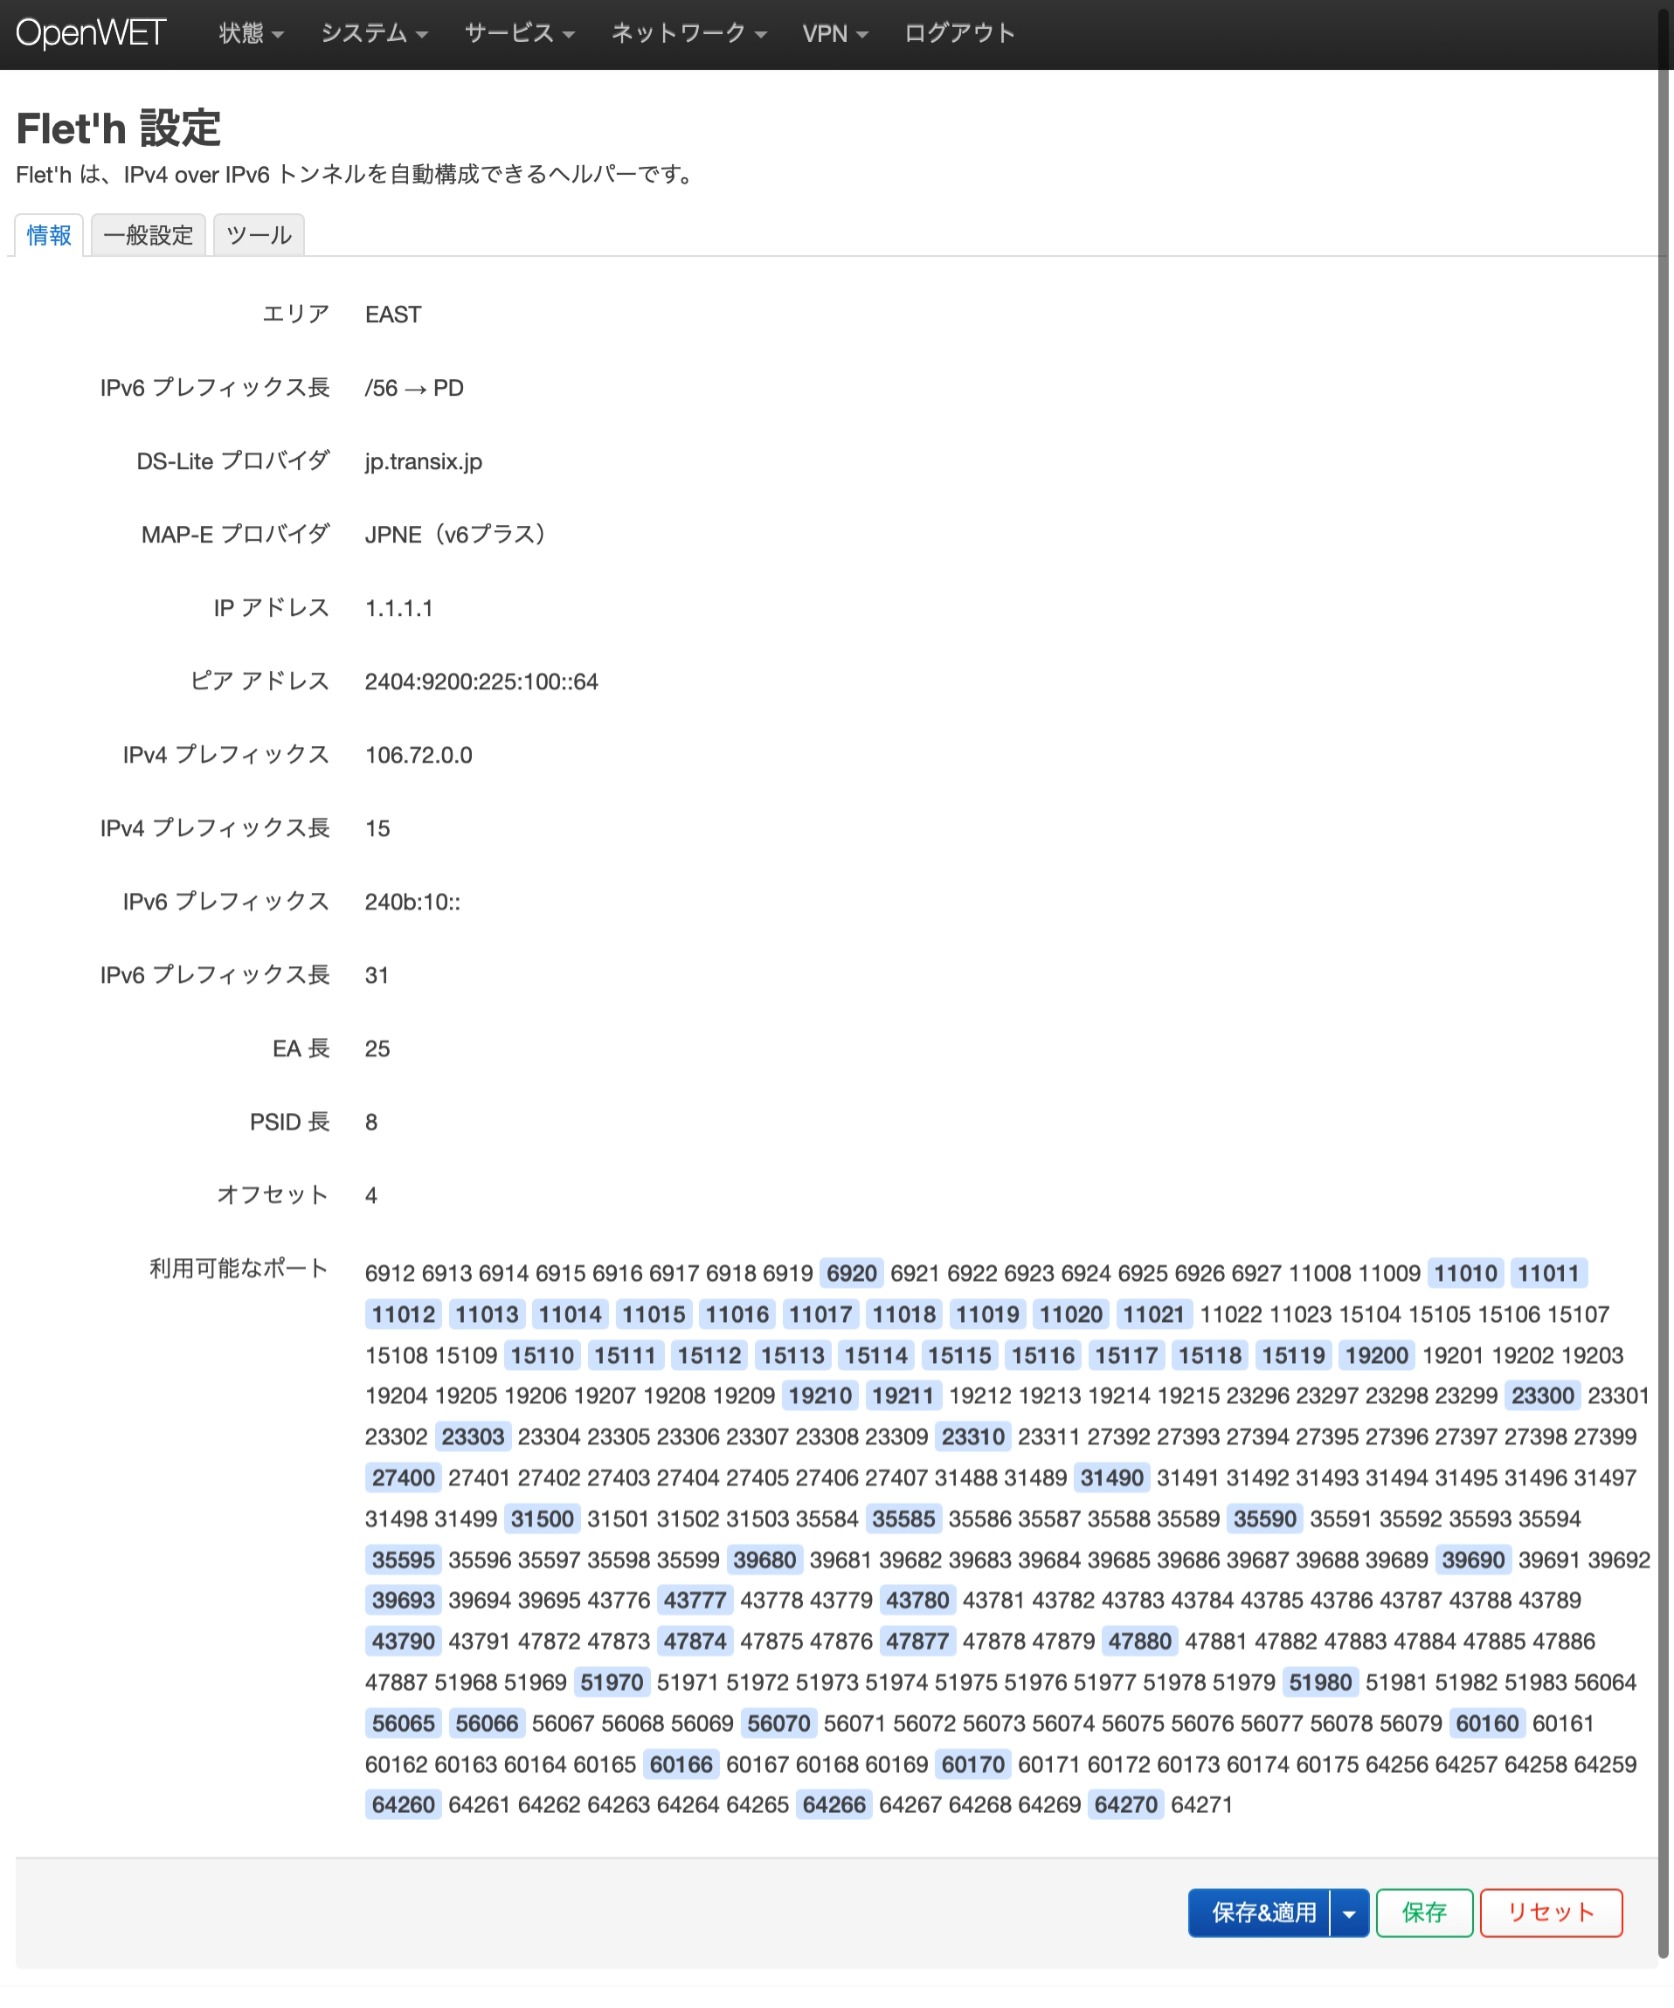 OpenWET 状態 システム サービス ネットワーク VPN ログアウト
Flet'h 設定
Flet'h は、IPv4 over IPv6 トンネルを自動構成できるヘルパーです。
情報 一般設定 ツール
エリア EAST
IPv6 プレフィックス長 /56 → PD
DS-Lite プロバイダ jp.transix.jp
MAP-E プロバイダ JPNE（v6プラス）
IP アドレス 1.1.1.1
ピア アドレス 2404:9200:225:100::64
IPv4 プレフィックス 106.72.0.0
IPv4 プレフィックス長 15
IPv6 プレフィックス 240b:10::
IPv6 プレフィックス長 31
EA 長 25
PSID 長 8
オフセット 4
利用可能なポート 6912 6913 6914 6915 6916 6917 6918 6919 6920 6921 6922 6923 6924 6925 6926 6927 11008 11009 11010 11011
11012 11013 11014 11015 11016 11017 11018 11019 11020 11021 11022 11023 15104 15105 15106 15107
15108 15109 15110 15111 15112 15113 15114 15115 15116 15117 15118 15119 19200 19201 19202 19203
19204 19205 19206 19207 19208 19209 19210 19211 19212 19213 19214 19215 23296 23297 23298 23299 23300 23301
23302 23303 23304 23305 23306 23307 23308 23309 23310 23311 27392 27393 27394 27395 27396 27397 27398 27399
27400 27401 27402 27403 27404 27405 27406 27407 31488 31489 31490 31491 31492 31493 31494 31495 31496 31497
31498 31499 31500 31501 31502 31503 35584 35585 35586 35587 35588 35589 35590 35591 35592 35593 35594
35595 35596 35597 35598 35599 39680 39681 39682 39683 39684 39685 39686 39687 39688 39689 39690 39691 39692
39693 39694 39695 43776 43777 43778 43779 43780 43781 43782 43783 43784 43785 43786 43787 43788 43789
43790 43791 47872 47873 47874 47875 47876 47877 47878 47879 47880 47881 47882 47883 47884 47885 47886
47887 51968 51969 51970 51971 51972 51973 51974 51975 51976 51977 51978 51979 51980 51981 51982 51983 56064
56065 56066 56067 56068 56069 56070 56071 56072 56073 56074 56075 56076 56077 56078 56079 60160 60161
60162 60163 60164 60165 60166 60167 60168 60169 60170 60171 60172 60173 60174 60175 64256 64257 64258 64259
64260 64261 64262 64263 64264 64265 64266 64267 64268 64269 64270 64271
保存&適用 保存 リセット